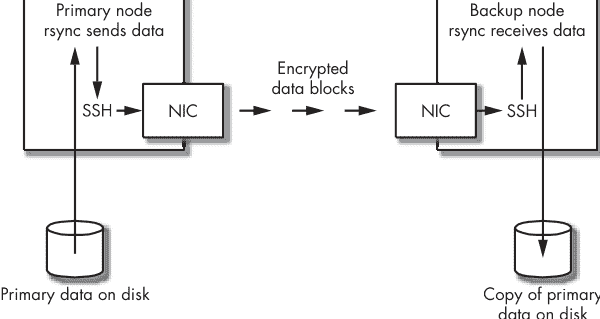 Primary node
rsync sends data
SSH
NIC
Encrypted
data blocks
Backup node
rsync receives data
NIC
SSH
Primary data on disk
Copy of primary
data on disk